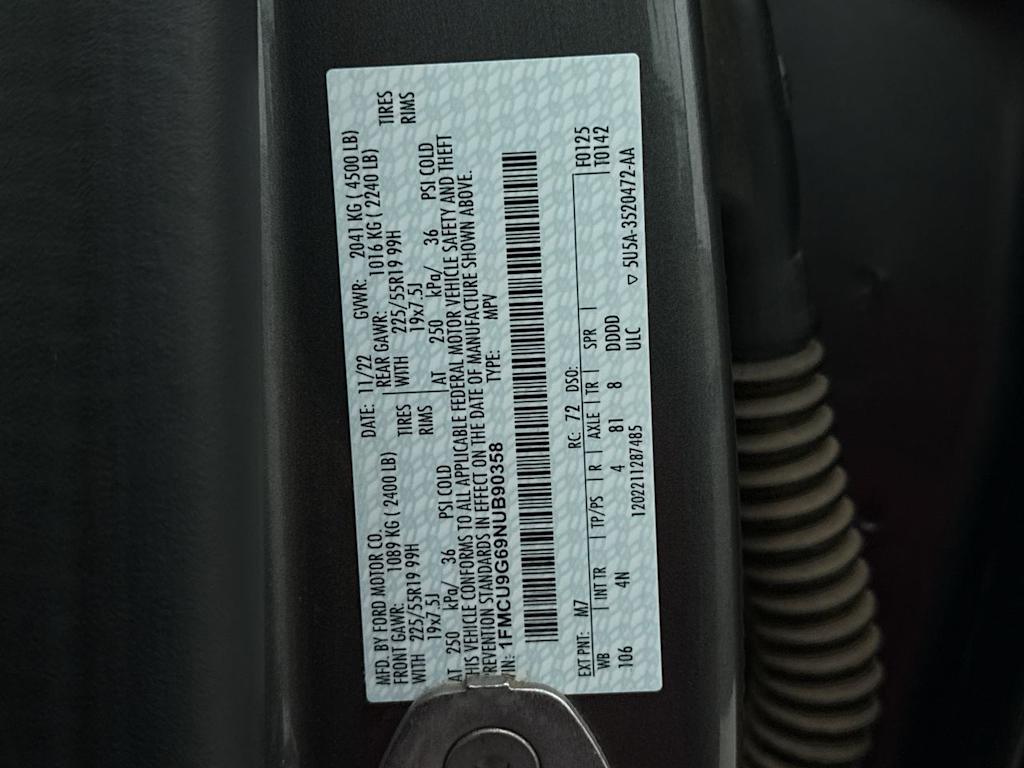 MFD. BY FORD MOTOR CO.
DATE: 11/22 GVWR: 2041 KG ( 4500 LB)
FRONT GAWR: 1089 KG ( 2400 LB)
REAR GAWR: 1016 KG ( 2240 LB)
WITH 225/55R19 99H TIRES
WITH 225/55R19 99H TIRES
19x7.5J RIMS
19x7.5J RIMS
AT 250 kPa/ 36 PSI COLD
AT 250 kPa/ 36 PSI COLD
THIS VEHICLE CONFORMS TO ALL APPLICABLE FEDERAL MOTOR VEHICLE SAFETY AND THEFT
PREVENTION STANDARDS IN EFFECT ON THE DATE OF MANUFACTURE SHOWN ABOVE.
VIN: 1FMCU9G69NUB90358 TYPE: MPV
EXT PNT: M7 RC: 72 DSO: F0125
WB INT TR TP/PS R AXLE TR SPR T0142
106 4N 4 81 8 DDDD
1202211287485 ULC ▽ 5U5A-3520472-AA